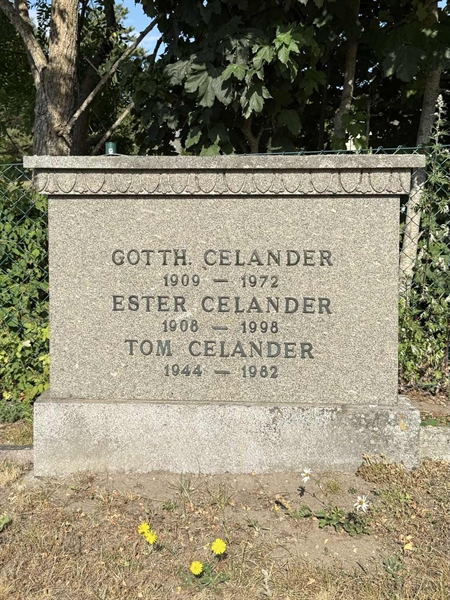 GOTTH. CELANDER
1909 — 1972
ESTER CELANDER
1908 — 1998
TOM CELANDER
1944 — 1982